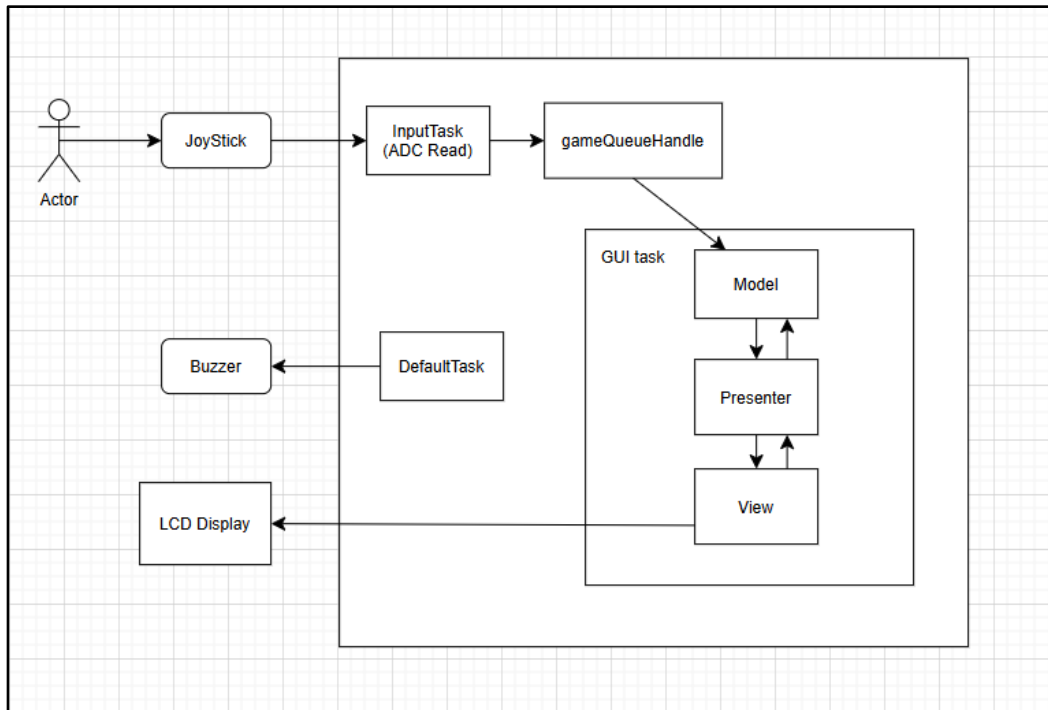 JoyStick
InputTask
(ADC Read)
gameQueueHandle
Actor
GUI task
Model
Buzzer
DefaultTask
Presenter
LCD Display
View